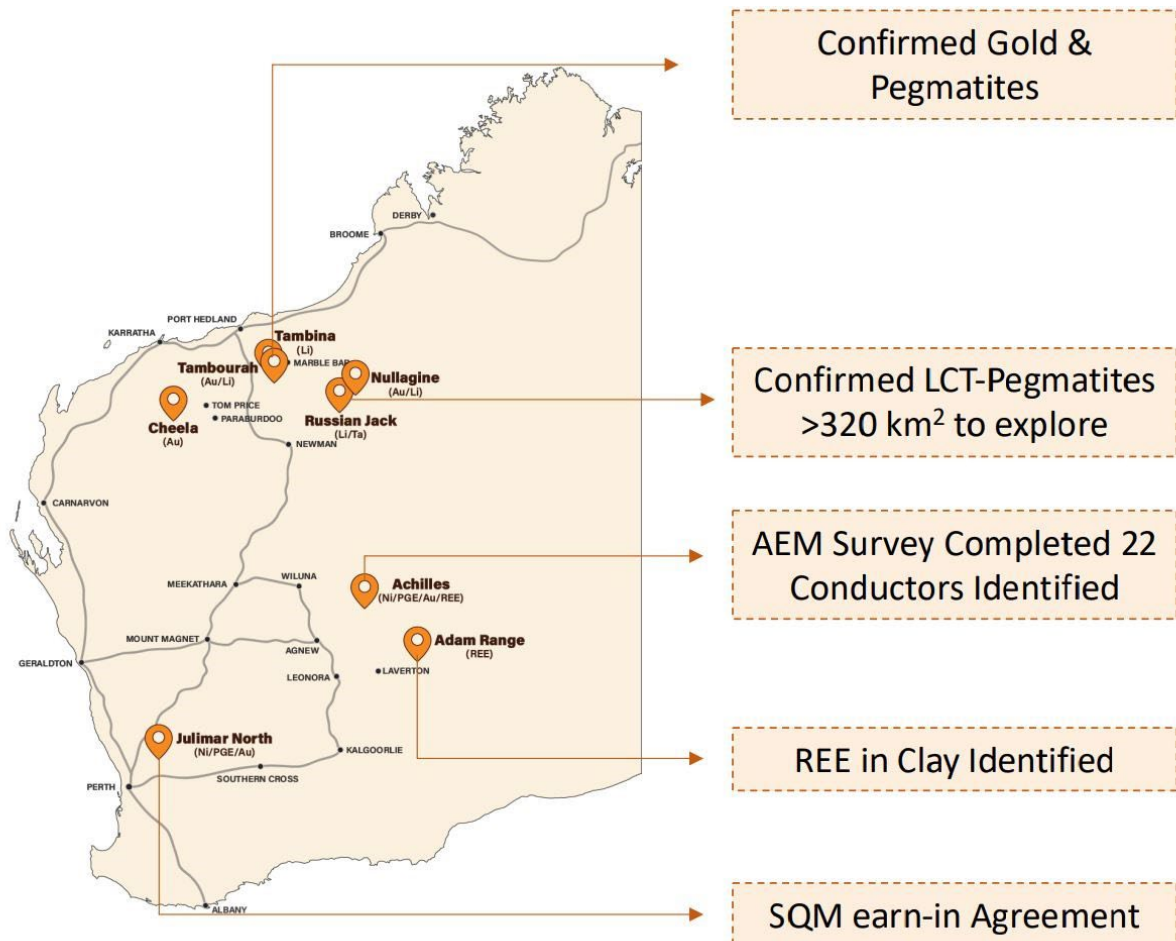 Confirmed Gold &
Pegmatites
DERBY
BROOME
PORT HEDLAND
KARRATHA
Tambina
(Li)
MARBLE BAR
Tambourah
(Au/Li)
Nullagine
(Au/Li)
Russian Jack
(Li/Ta)
TOM PRICE
PARABURDOO
Cheela
(Au)
NEWMAN
Confirmed LCT-Pegmatites
>320 km² to explore
CARNARVON
AEM Survey Completed 22
Conductors Identified
MEEKATHARA
WILUNA
Achilles
(Ni/PGE/Au/REE)
MOUNT MAGNET
AGNEW
Adam Range
(REE)
GERALDTON
LEONORA
LAVERTON
Julimar North
(Ni/PGE/Au)
KALGOORLIE
SOUTHERN CROSS
PERTH
REE in Clay Identified
ALBANY
SQM earn-in Agreement